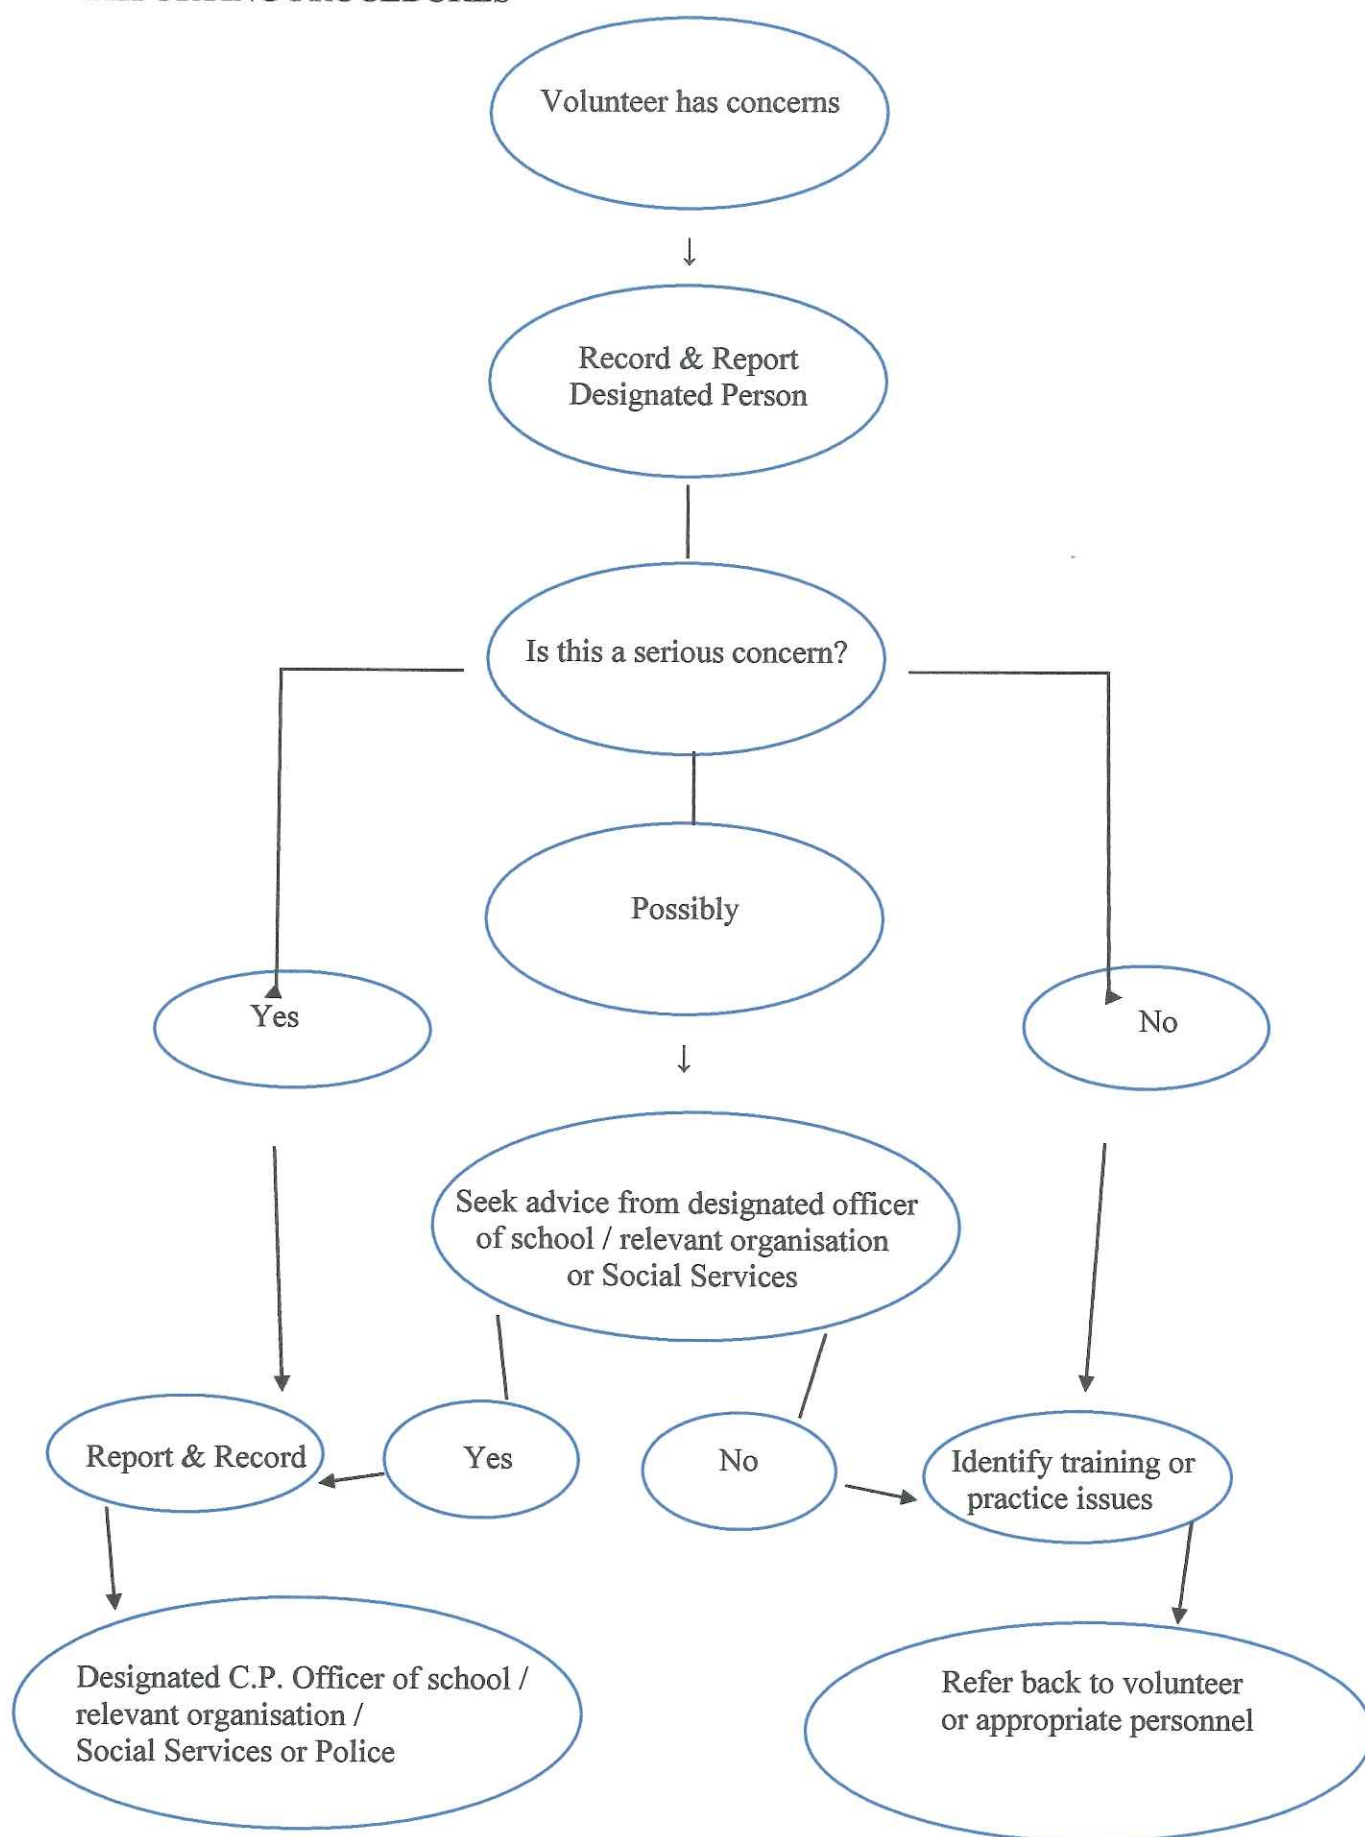 PROCEDURES
Volunteer has concerns
↓
Record & Report
Designated Person
Is this a serious concern?
Possibly
Yes
No
↓
Seek advice from designated officer
of school / relevant organisation
or Social Services
Report & Record
Yes
No
Identify training or
practice issues
Designated C.P. Officer of school /
relevant organisation /
Social Services or Police
Refer back to volunteer
or appropriate personnel